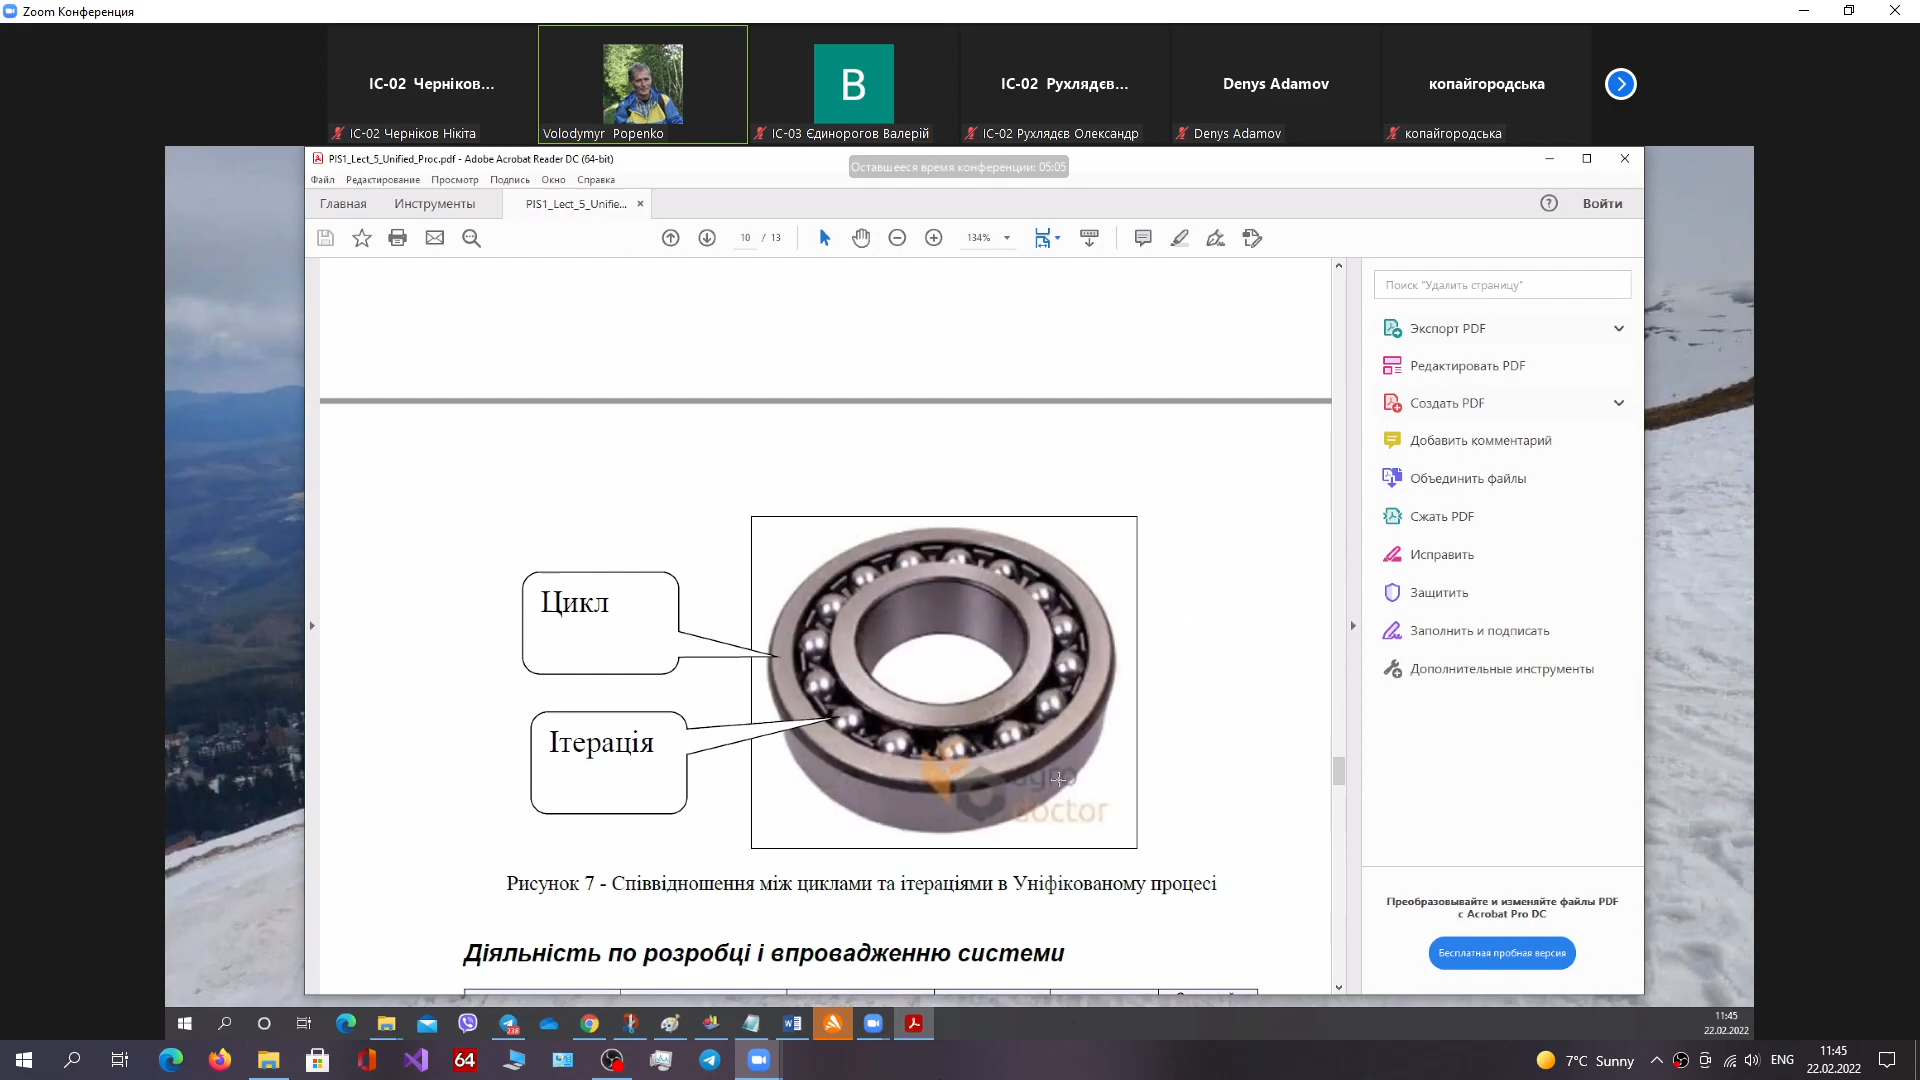 Zoom Конференция
ІС-02 Черніков...
B
ІС-02 Рухлядєв...
Denys Adamov
копайгородська
ІС-02 Черніков Нікіта
Volodymyr Popenko
ІС-03 Єдинорогов Валерій
ІС-02 Рухлядєв Олександр
Denys Adamov
копайгородська
PIS1_Lect_5_Unified_Proc.pdf - Adobe Acrobat Reader DC (64-bit)
Оставшееся время конференции: 05:05
Файл Редактирование Просмотр Подпись Окно Справка
Главная Инструменты PIS1_Lect_5_Unifie... Войти
10 / 13 134%
Поиск "Удалить страницу"
Экспорт PDF
Редактировать PDF
Создать PDF
Добавить комментарий
Объединить файлы
Сжать PDF
Исправить
Защитить
Заполнить и подписать
Дополнительные инструменты
Цикл
Ітерація
agro
doctor
Рисунок 7 - Співвідношення між циклами та ітераціями в Уніфікованому процесі
Діяльність по розробці і впровадженню системи
Преобразовывайте и изменяйте файлы PDF
с Acrobat Pro DC
Бесплатная пробная версия
11:45
22.02.2022
64
7°C Sunny
ENG
11:45
22.02.2022